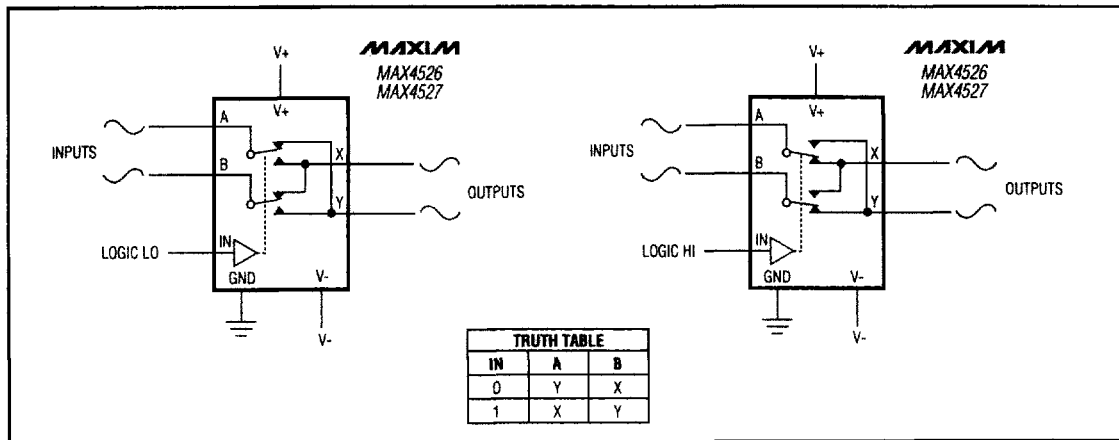 MAXIM
MAX4526
MAX4527
V+
V+
A
B
INPUTS
X
Y
OUTPUTS
IN
LOGIC LO
GND
V-
V-
MAXIM
MAX4526
MAX4527
V+
V+
A
B
INPUTS
X
Y
OUTPUTS
IN
LOGIC HI
GND
V-
V-
TRUTH TABLE
IN A B
0 Y X
1 X Y